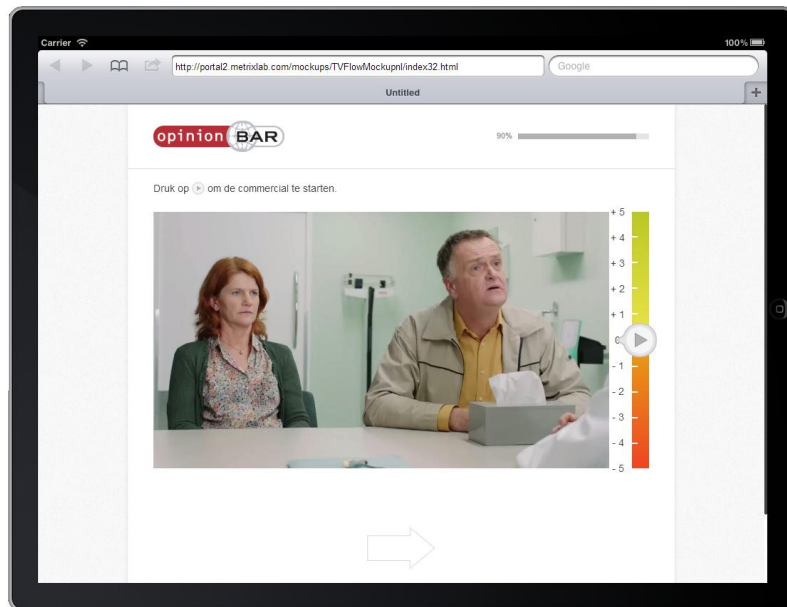 Carrier
100%
http://portal2.metrixlab.com/mockups/TVFlowMockupnl/index32.html
Google
Untitled
+
opinion BAR
90%
Druk op om de commercial te starten.
+ 5
+ 4
+ 3
+ 2
+ 1
0
- 1
- 2
- 3
- 4
- 5